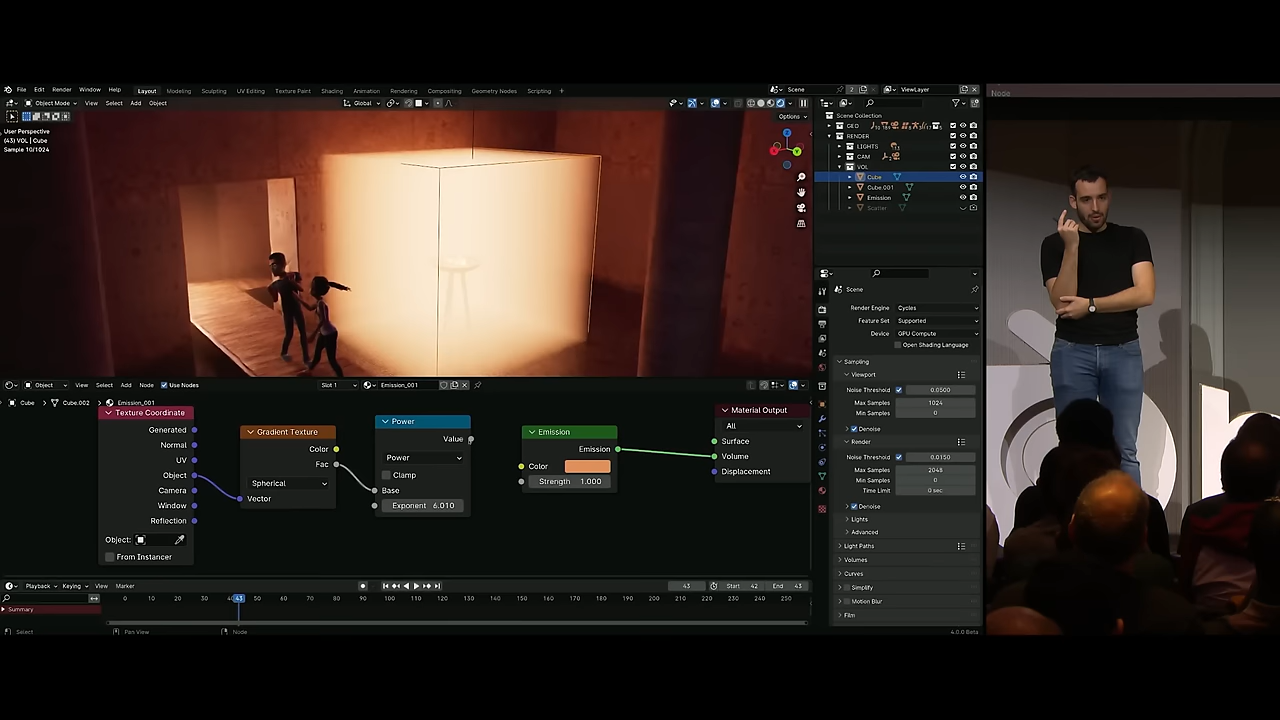 File Edit Render Window Help Layout Modeling Sculpting UV Editing Texture Paint Shading Animation Rendering Compositing Geometry Nodes Scripting Scene 2 ViewLayer
Object Mode View Select Add Object Global
Options
User Perspective
(43) VOL | Cube
Sample 10/1024
Scene Collection
GEO
RENDER
LIGHTS
CAM
VOL
Cube
Cube.001
Emission
Scatter
Scene
Render Engine Cycles
Feature Set Supported
Device GPU Compute
Open Shading Language
Sampling
Viewport
Noise Threshold 0.0500
Max Samples 1024
Min Samples 0
Denoise
Render
Noise Threshold 0.0150
Max Samples 2048
Min Samples 0
Time Limit 0 sec
Denoise
Lights
Advanced
Light Paths
Volumes
Curves
Simplify
Motion Blur
Film
Object View Select Add Node Use Nodes Slot 1 Emission_001
Cube Cube.002 Emission_001
Texture Coordinate
Generated
Normal
UV
Object
Camera
Window
Reflection
Object:
From Instancer
Gradient Texture
Color
Fac
Spherical
Vector
Power
Value
Power
Clamp
Base
Exponent 6.010
Emission
Emission
Color
Strength 1.000
Material Output
All
Surface
Volume
Displacement
Playback Keying View Marker 43 Start 42 End 43
0 10 20 30 43 50 60 70 80 90 100 110 120 130 140 150 160 170 180 190 200 210 220 230 240 250
Summary
Select Pan View Node 4.0.0 Beta
Node